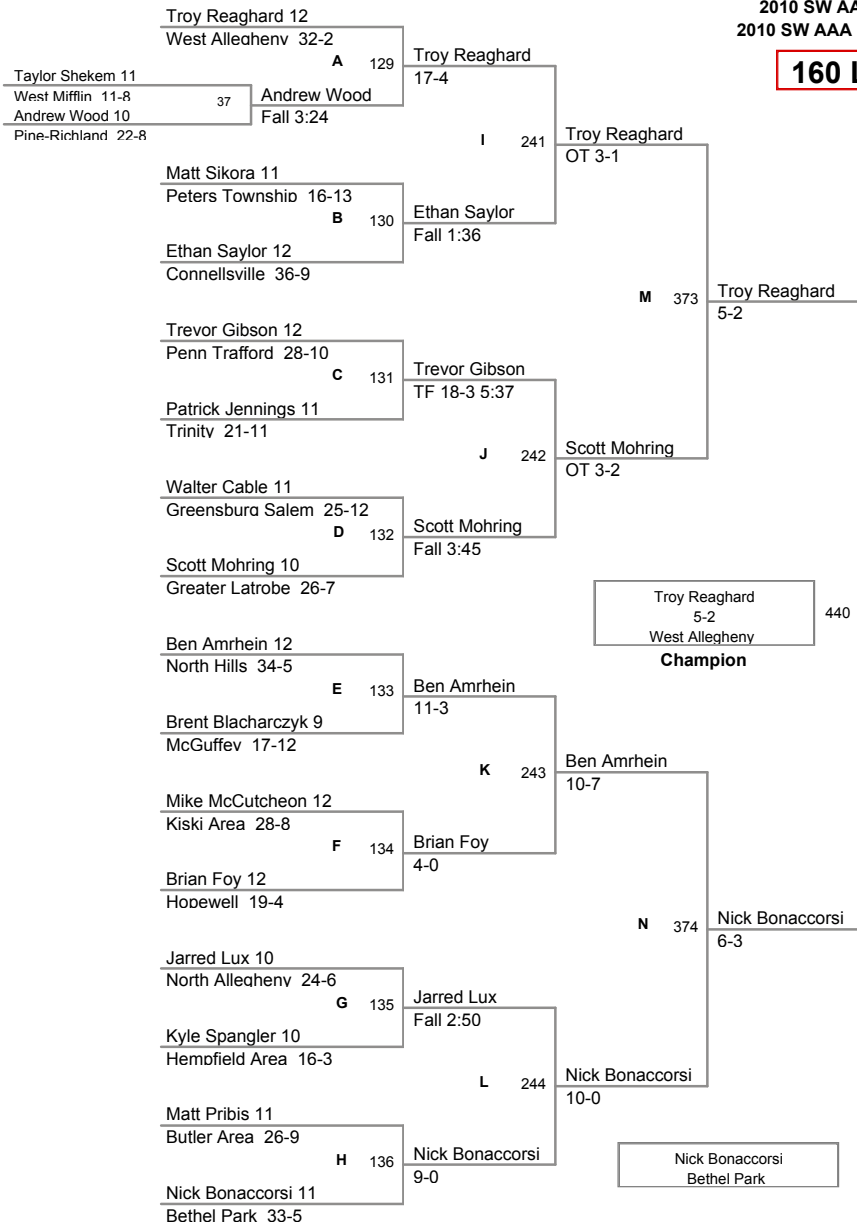 2010 SW AA
2010 SW AAA
160 L
Troy Reaghard 12
West Allegheny 32-2
A 129
Troy Reaghard
17-4
Taylor Shekem 11
West Mifflin 11-8
37
Andrew Wood 10
Pine-Richland 22-8
Andrew Wood
Fall 3:24
I 241
Troy Reaghard
OT 3-1
Matt Sikora 11
Peters Township 16-13
B 130
Ethan Saylor 12
Connellsville 36-9
Ethan Saylor
Fall 1:36
M 373
Troy Reaghard
5-2
Trevor Gibson 12
Penn Trafford 28-10
C 131
Patrick Jennings 11
Trinity 21-11
Trevor Gibson
TF 18-3 5:37
J 242
Scott Mohring
OT 3-2
Walter Cable 11
Greensburg Salem 25-12
D 132
Scott Mohring 10
Greater Latrobe 26-7
Scott Mohring
Fall 3:45
Troy Reaghard
5-2
West Allegheny
440
Champion
Ben Amrhein 12
North Hills 34-5
E 133
Brent Blacharczyk 9
McGuffey 17-12
Ben Amrhein
11-3
K 243
Ben Amrhein
10-7
Mike McCutcheon 12
Kiski Area 28-8
F 134
Brian Foy 12
Hopewell 19-4
Brian Foy
4-0
N 374
Nick Bonaccorsi
6-3
Jarred Lux 10
North Allegheny 24-6
G 135
Kyle Spangler 10
Hempfield Area 16-3
Jarred Lux
Fall 2:50
L 244
Nick Bonaccorsi
10-0
Matt Pribis 11
Butler Area 26-9
H 136
Nick Bonaccorsi 11
Bethel Park 33-5
Nick Bonaccorsi
9-0
Nick Bonaccorsi
Bethel Park